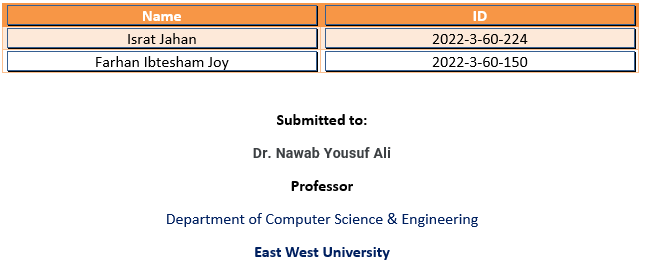 Name ID
Israt Jahan 2022-3-60-224
Farhan Ibtesham Joy 2022-3-60-150
Submitted to:
Dr. Nawab Yousuf Ali
Professor
Department of Computer Science & Engineering
East West University